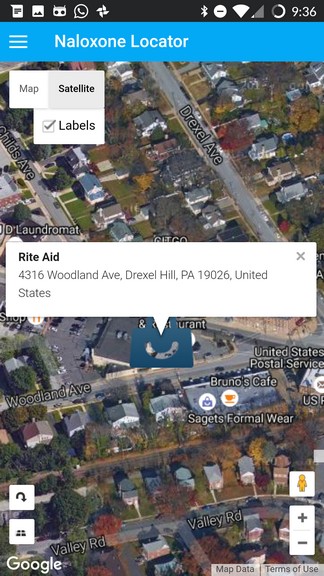 9:36
Naloxone Locator
Map Satellite
Labels
Drexel Ave
Childs Ave
D'Laundromat
CITGO
Rite Aid
4316 Woodland Ave, Drexel Hill, PA 19026, United
States
Shop
&
urant
United States
Postal Service
Woodland Ave
Bruno's Cafe
US P
Sagets Formal Wear
Valley Rd
Valley Rd
Google
Map Data Terms of Use